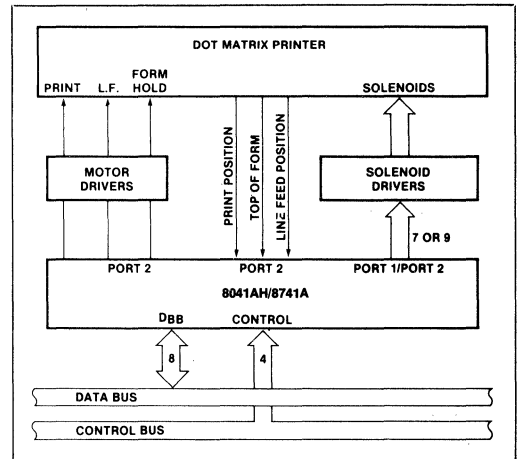 DOT MATRIX PRINTER
FORM
PRINT L.F. HOLD
SOLENOIDS
PRINT POSITION
TOP OF FORM
LINE FEED POSITION
MOTOR
DRIVERS
SOLENOID
DRIVERS
7 OR 9
PORT 2
PORT 2
PORT 1/PORT 2
8041AH/8741A
DBB
CONTROL
8
4
DATA BUS
CONTROL BUS